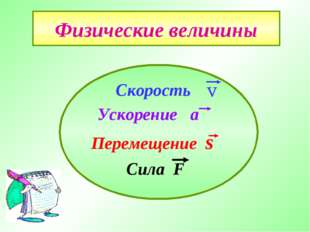 Физические величины
Скорость v
Ускорение а
Перемещение s
Сила F